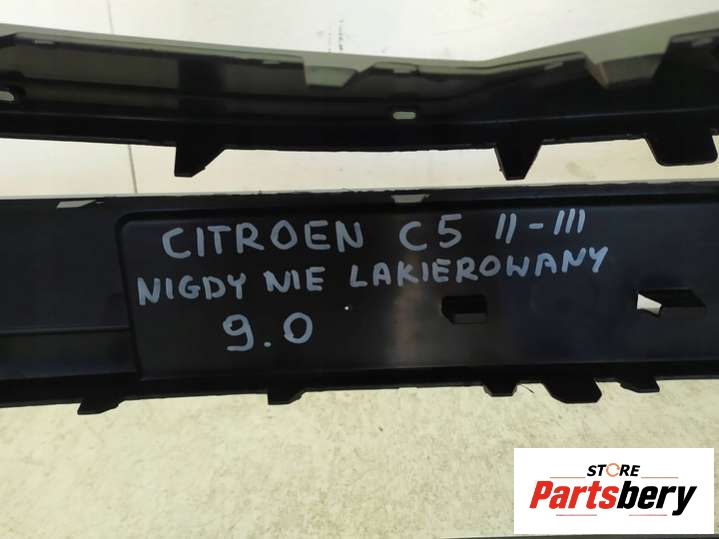 CITROEN C5 II-III
NIGDY NIE LAKIEROWANY
9.0
STORE
Partsbery